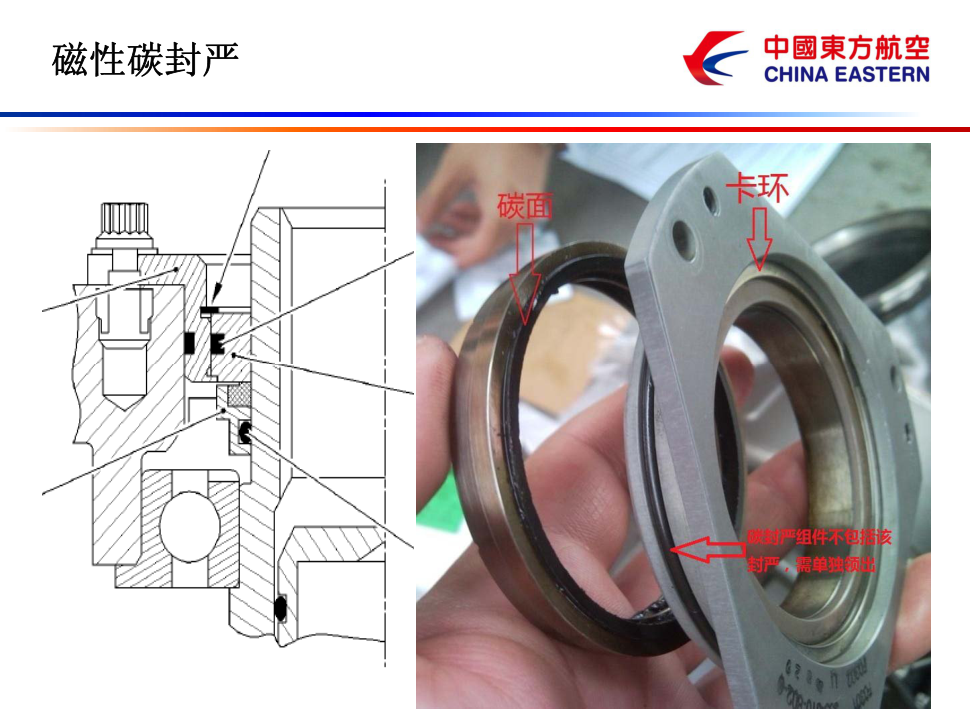 磁性碳封严
中國東方航空
CHINA EASTERN
碳面
卡环
碳封严组件不包括该
封严，需单独领出